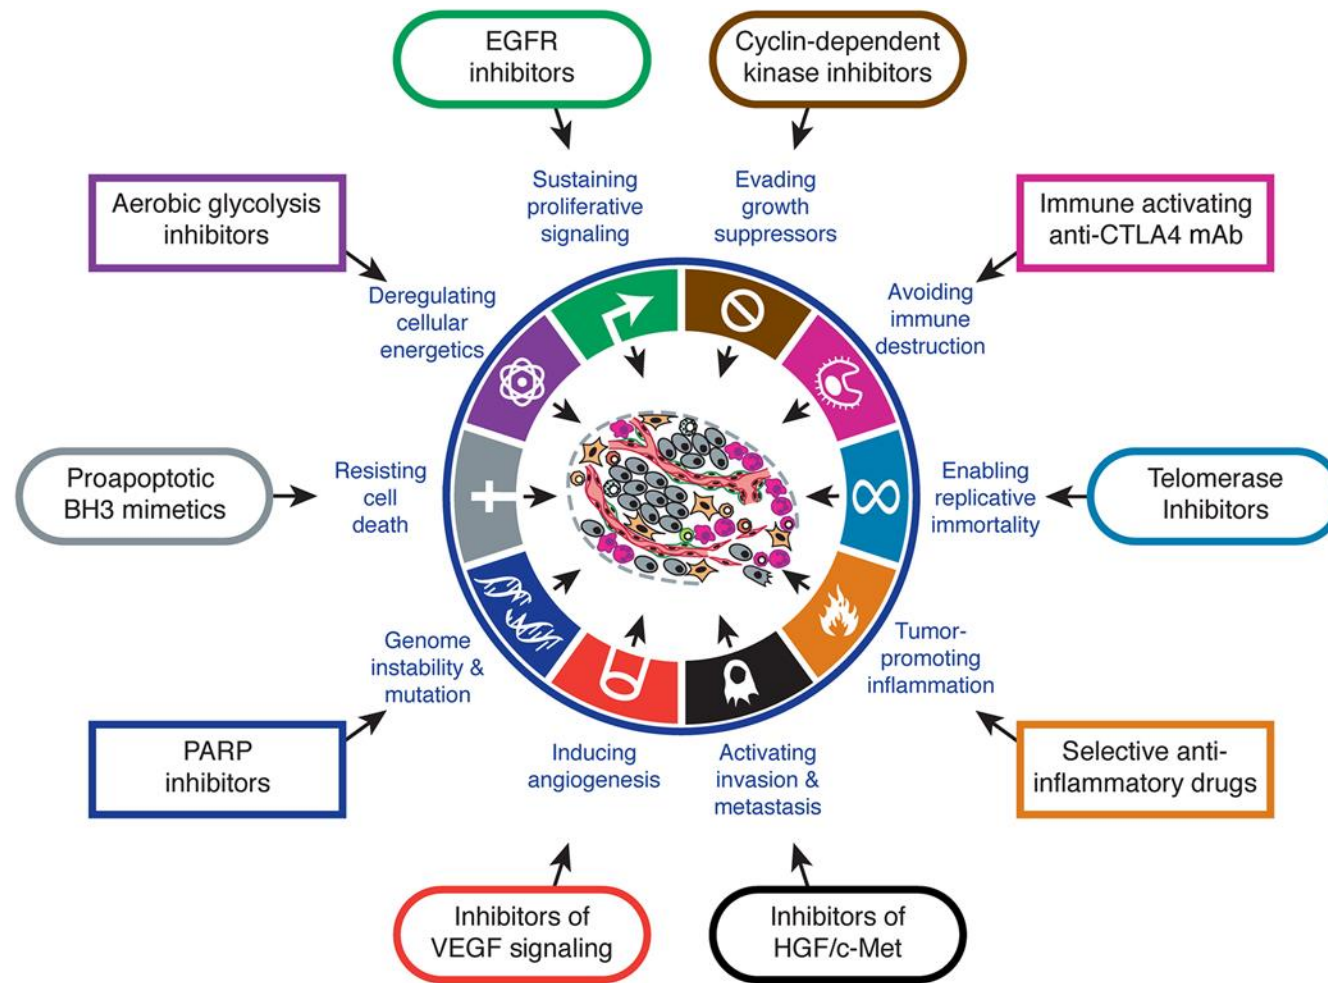 EGFR
inhibitors
Cyclin-dependent
kinase inhibitors
Aerobic glycolysis
inhibitors
Sustaining
proliferative
signaling
Evading
growth
suppressors
Immune activating
anti-CTLA4 mAb
Deregulating
cellular
energetics
Avoiding
immune
destruction
Proapoptotic
BH3 mimetics
Resisting
cell
death
Enabling
replicative
immortality
Telomerase
Inhibitors
Genome
instability &
mutation
Tumor-
promoting
inflammation
PARP
inhibitors
Inducing
angiogenesis
Activating
invasion &
metastasis
Selective anti-
inflammatory drugs
Inhibitors of
VEGF signaling
Inhibitors of
HGF/c-Met